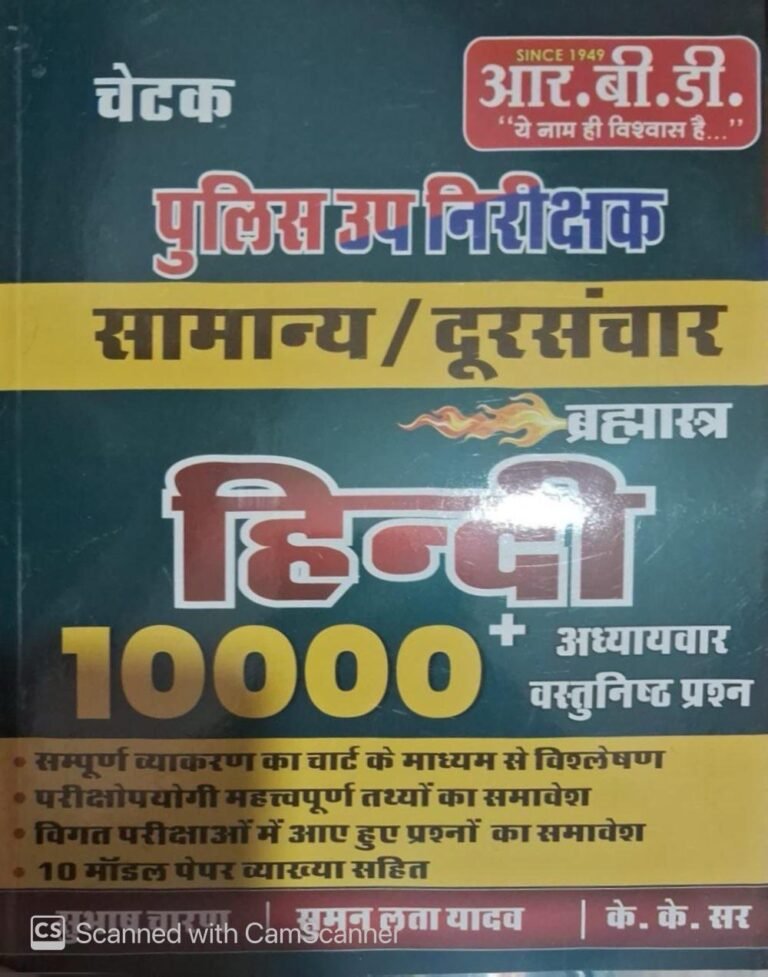 SINCE 1949
आर.बी.डी.
“ये नाम ही विश्वास है...”
चेटक
पुलिस उप निरीक्षक
सामान्य/दूरसंचार
ब्रह्मास्त्र
हिन्दी
10000+ अध्यायवार
वस्तुनिष्ठ प्रश्न
• सम्पूर्ण व्याकरण का चार्ट के माध्यम से विश्लेषण
• परीक्षोपयोगी महत्त्वपूर्ण तथ्यों का समावेश
• विगत परीक्षाओं में आए हुए प्रश्नों का समावेश
• 10 मॉडल पेपर व्याख्या सहित
सुभाष चारण | सुमन लता यादव | के. के. सर
CS Scanned with CamScanner